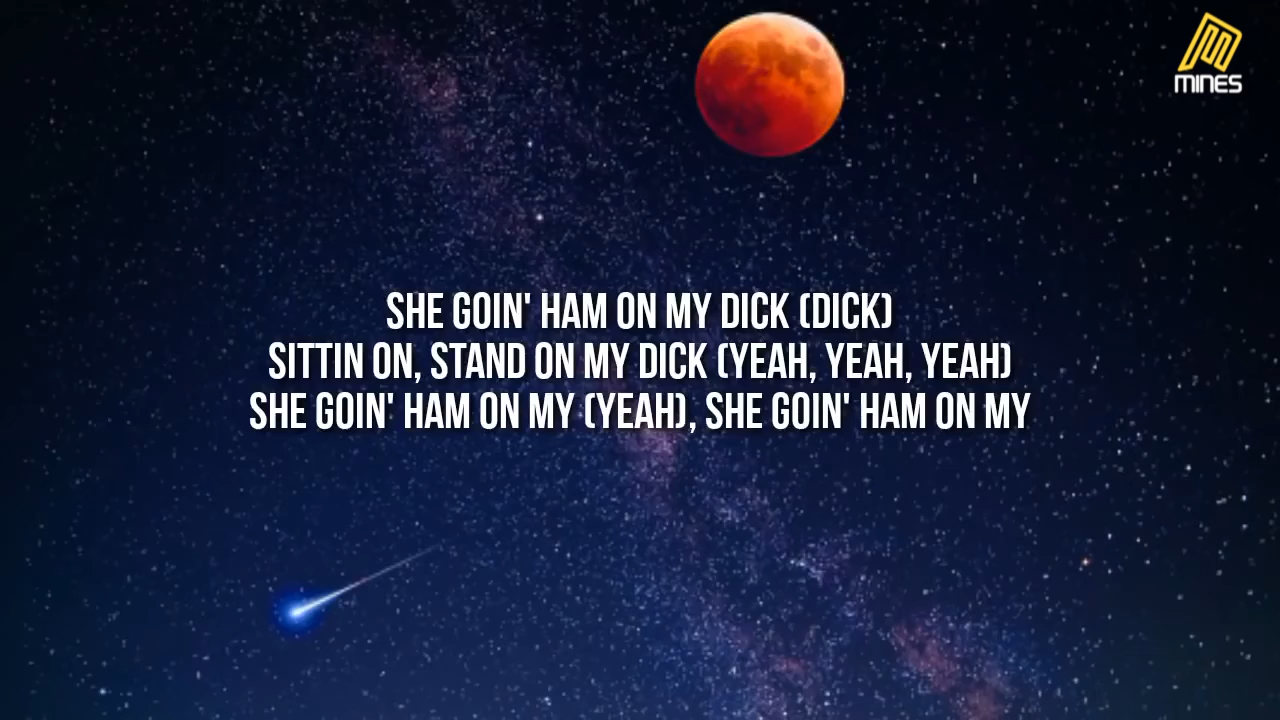 MINES
SHE GOIN' HAM ON MY DICK (DICK)
SITTIN ON, STAND ON MY DICK (YEAH, YEAH, YEAH)
SHE GOIN' HAM ON MY (YEAH), SHE GOIN' HAM ON MY